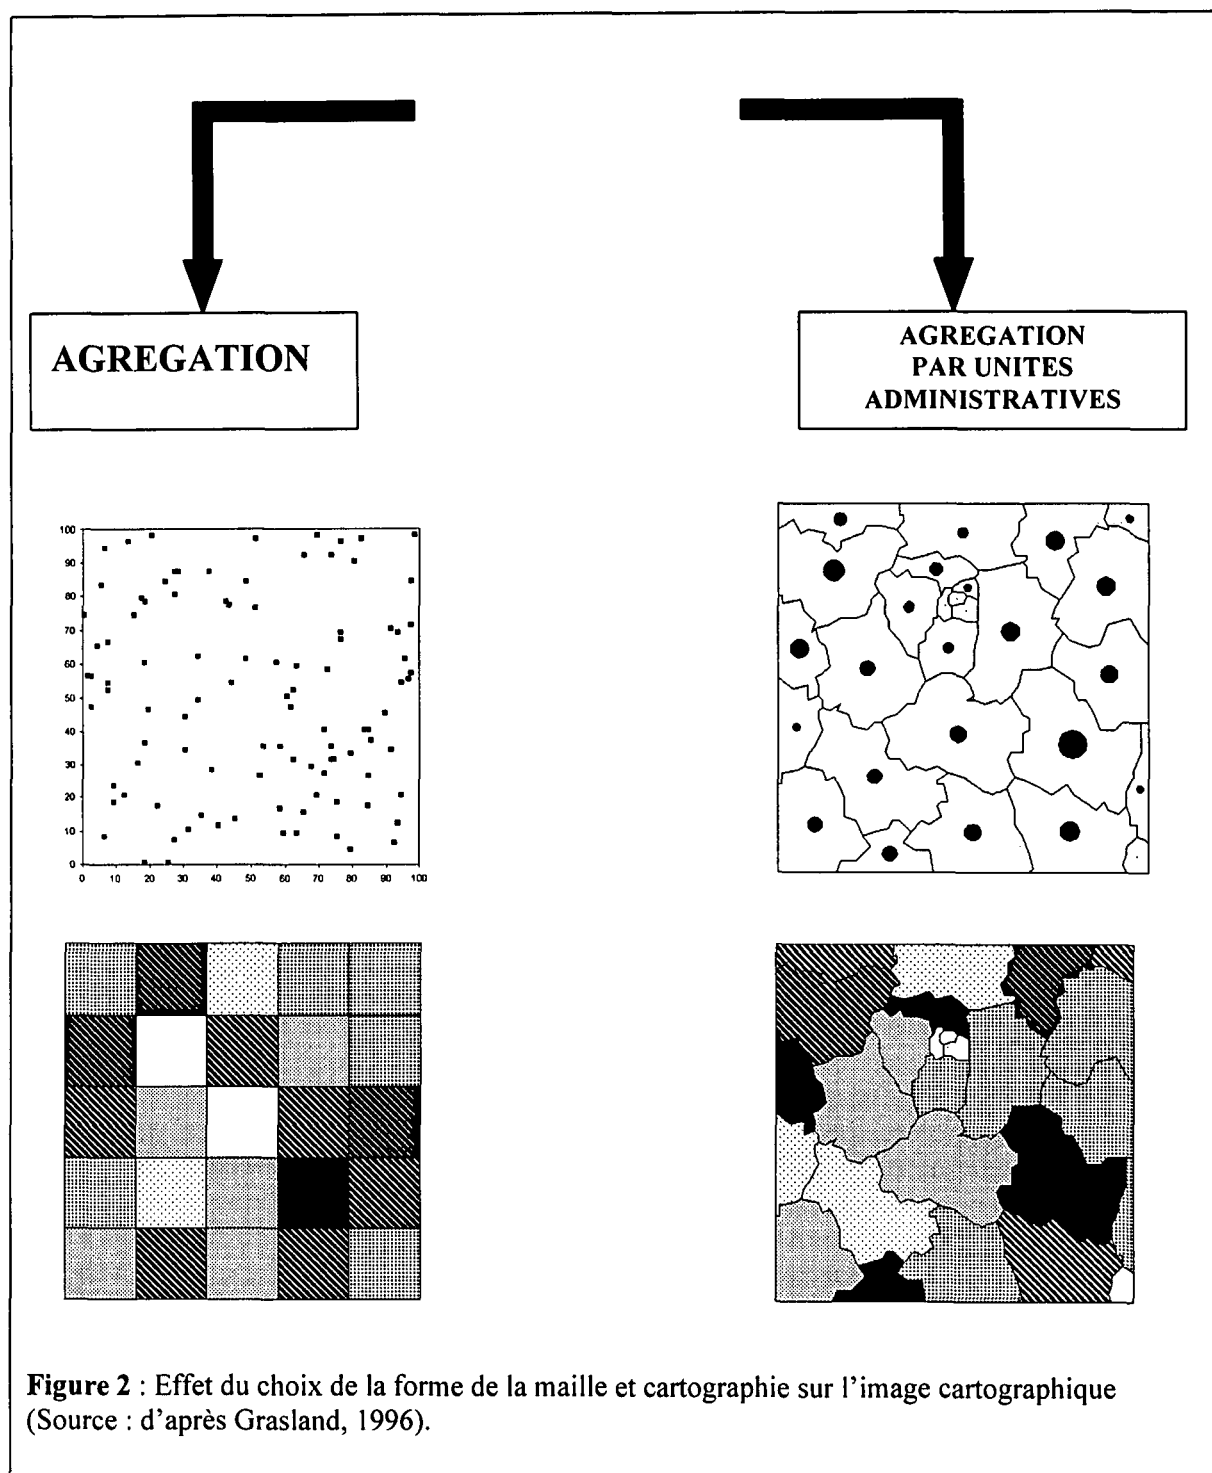 AGREGATION
AGREGATION
PAR UNITES
ADMINISTRATIVES
100
90
80
70
60
50
40
30
20
10
0
0 10 20 30 40 50 60 70 80 90 100
Figure 2 : Effet du choix de la forme de la maille et cartographie sur l'image cartographique
(Source : d'après Grasland, 1996).